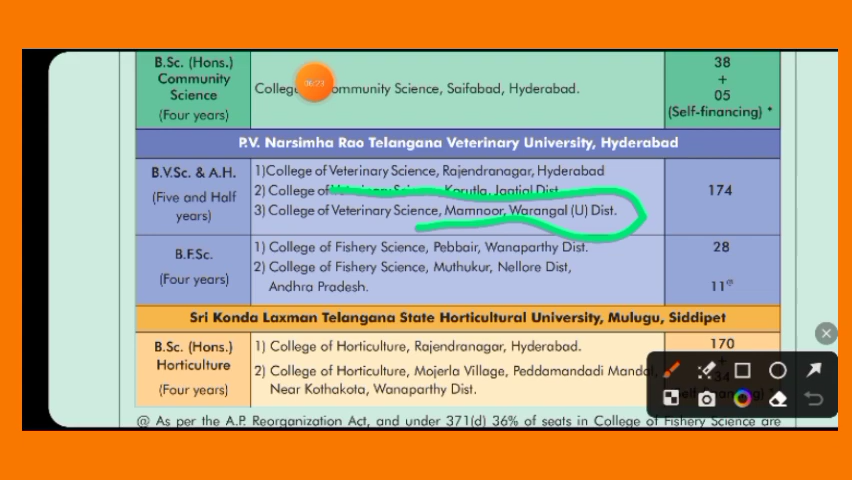 B.Sc. (Hons.)
Community
Science
(Four years)
College Community Science, Saifabad, Hyderabad.
38
+
05
(Self-financing) *
P.V. Narsimha Rao Telangana Veterinary University, Hyderabad
B.V.Sc. & A.H.
(Five and Half
years)
1)College of Veterinary Science, Rajendranagar, Hyderabad
2) College of Veterinary Science, Korutla, Jagtial Dist.
3) College of Veterinary Science, Mamnoor, Warangal (U) Dist.
174
B.F.Sc.
(Four years)
1) College of Fishery Science, Pebbair, Wanaparthy Dist.
2) College of Fishery Science, Muthukur, Nellore Dist,
Andhra Pradesh.
28
11@
Sri Konda Laxman Telangana State Horticultural University, Mulugu, Siddipet
B.Sc. (Hons.)
Horticulture
(Four years)
1) College of Horticulture, Rajendranagar, Hyderabad.
2) College of Horticulture, Mojerla Village, Peddamandadi Mandal,
Near Kothakota, Wanaparthy Dist.
170
@ As per the A.P. Reorganization Act, and under 371(d) 36% of seats in College of Fishery Science are